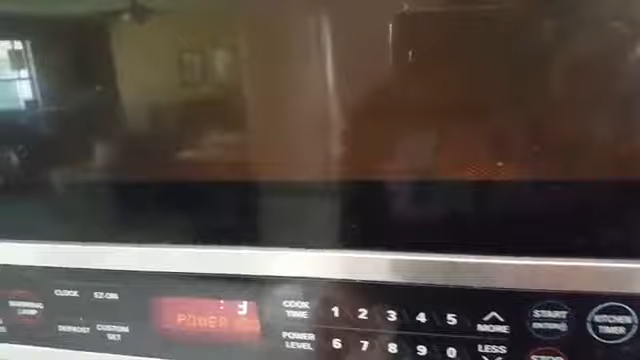 CLOCK EZ-ON
: 3
COOK TIME 1 2 3 4 5 MORE START KITCHEN TIMER
POWER
DEFROST CUSTOM SET
POWER LEVEL 6 7 8 9 0 LESS